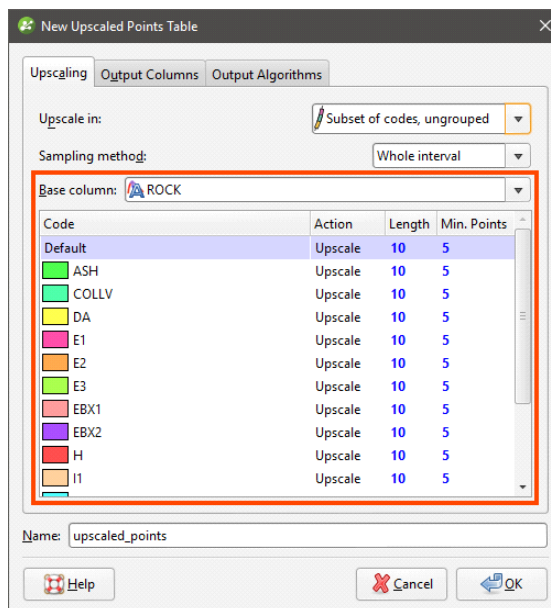 New Upscaled Points Table
Upscaling Output Columns Output Algorithms
Upscale in: Subset of codes, ungrouped
Sampling method: Whole interval
Base column: ROCK
Code Action Length Min. Points
Default Upscale 10 5
ASH Upscale 10 5
COLLV Upscale 10 5
DA Upscale 10 5
E1 Upscale 10 5
E2 Upscale 10 5
E3 Upscale 10 5
EBX1 Upscale 10 5
EBX2 Upscale 10 5
H Upscale 10 5
I1 Upscale 10 5
Name: upscaled_points
Help Cancel OK